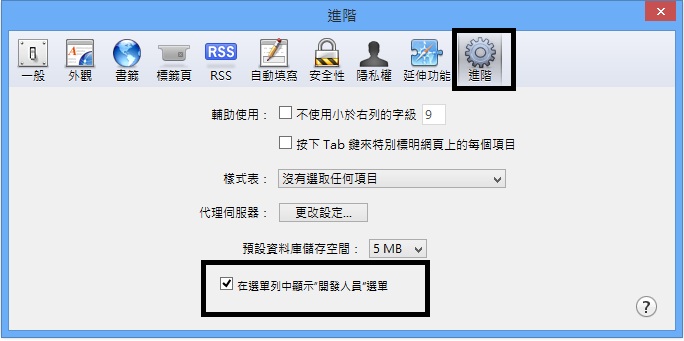 進階
一般 外觀 書籤 標籤頁 RSS 自動填寫 安全性 隱私權 延伸功能 進階
輔助使用： 不使用小於右列的字級 9
按下 Tab 鍵來特別標明網頁上的每個項目
樣式表： 沒有選取任何項目
代理伺服器： 更改設定...
預設資料庫儲存空間： 5 MB
在選單列中顯示“開發人員”選單
?